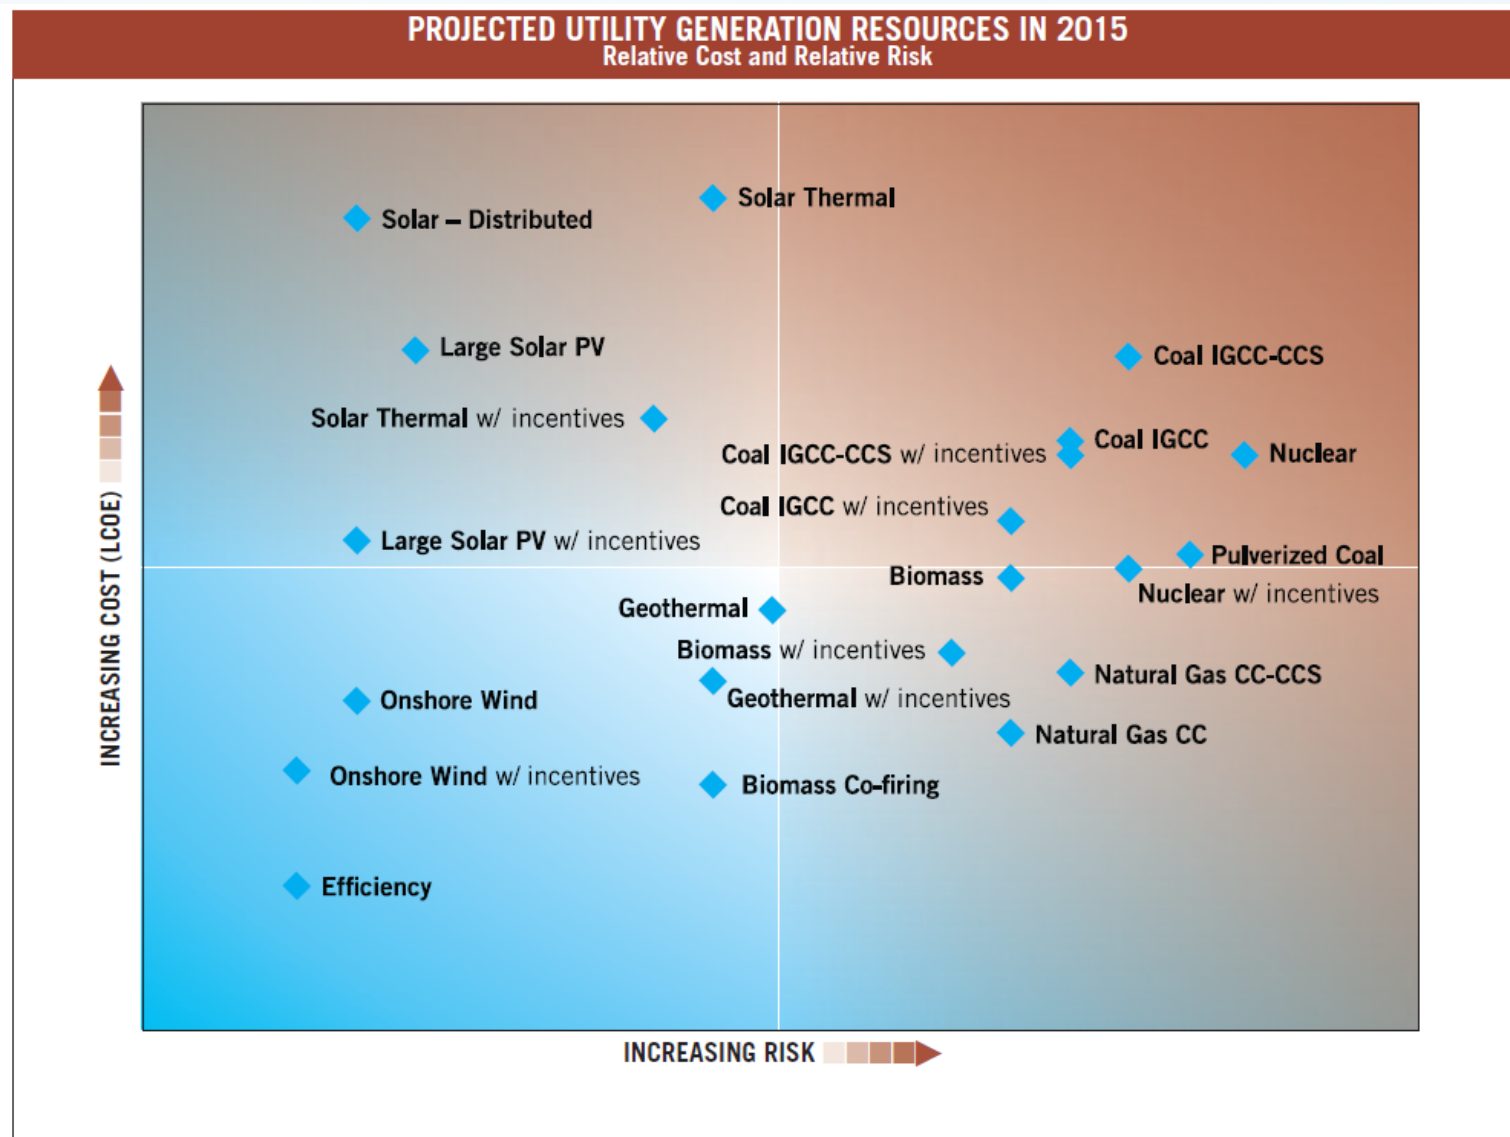 PROJECTED UTILITY GENERATION RESOURCES IN 2015
Relative Cost and Relative Risk
Solar Thermal
Solar – Distributed
Large Solar PV
Coal IGCC-CCS
Solar Thermal w/ incentives
Coal IGCC
Coal IGCC-CCS w/ incentives
Nuclear
Coal IGCC w/ incentives
Large Solar PV w/ incentives
Pulverized Coal
Biomass
Nuclear w/ incentives
Geothermal
Biomass w/ incentives
Natural Gas CC-CCS
Geothermal w/ incentives
Onshore Wind
Natural Gas CC
Onshore Wind w/ incentives
Biomass Co-firing
Efficiency
INCREASING COST (LCOE)
INCREASING RISK